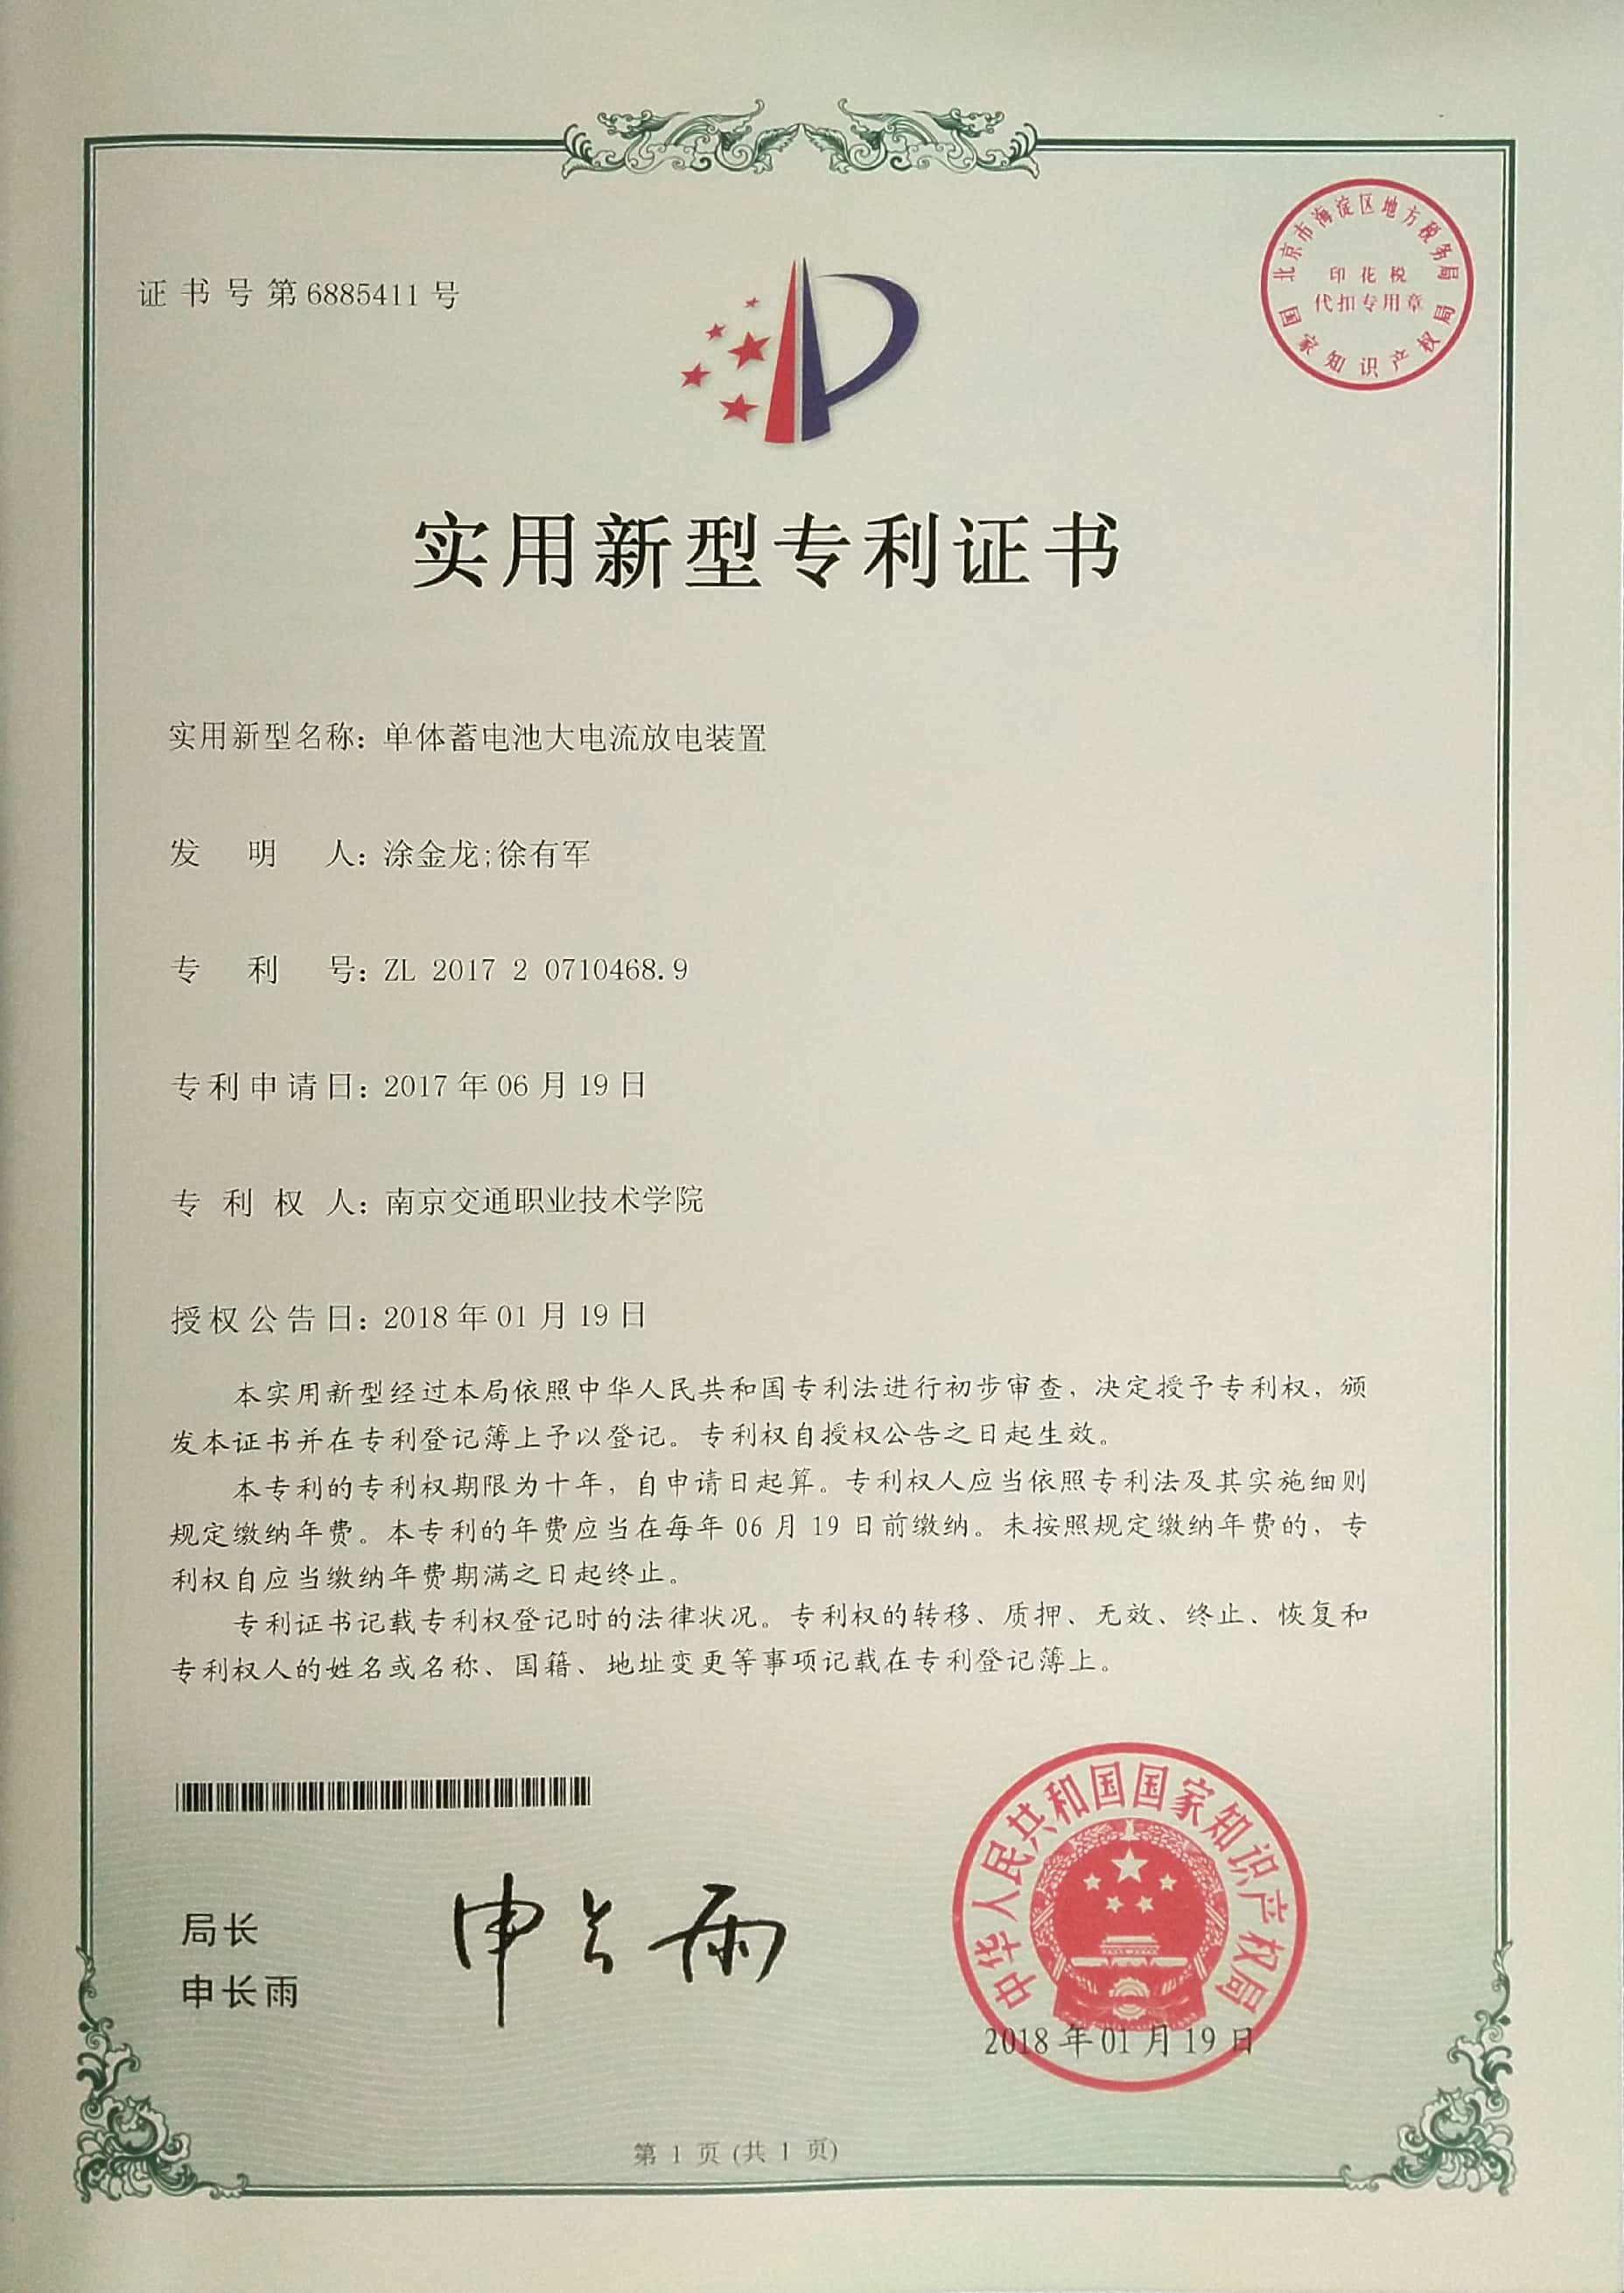 证书号第6885411号
北京市海淀区地方税务局
印花税
代扣专用章
国家知识产权局
实用新型专利证书
实用新型名称：单体蓄电池大电流放电装置
发明人：涂金龙;徐有军
专利号：ZL 2017 2 0710468.9
专利申请日：2017年06月19日
专利权人：南京交通职业技术学院
授权公告日：2018年01月19日
本实用新型经过本局依照中华人民共和国专利法进行初步审查，决定授予专利权，颁
发本证书并在专利登记簿上予以登记。专利权自授权公告之日起生效。
本专利的专利权期限为十年，自申请日起算。专利权人应当依照专利法及其实施细则
规定缴纳年费。本专利的年费应当在每年06月19日前缴纳。未按照规定缴纳年费的，专
利权自应当缴纳年费期满之日起终止。
专利证书记载专利权登记时的法律状况。专利权的转移、质押、无效、终止、恢复和
专利权人的姓名或名称、国籍、地址变更等事项记载在专利登记簿上。
局长
申长雨
申长雨
中华人民共和国国家知识产权局
2018年01月19日
第1页(共1页)